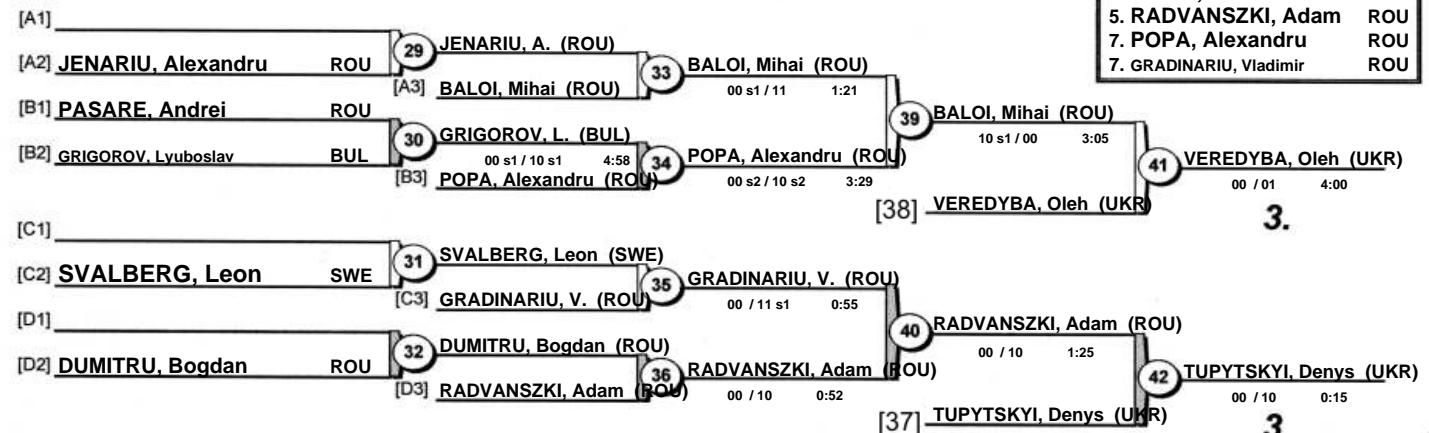 5. RADVANSZKI, Adam ROU
7. POPA, Alexandru ROU
7. GRADINARIU, Vladimir ROU
[A1]
[A2] JENARIU, Alexandru ROU
29
JENARIU, A. (ROU)
[A3] BALOI, Mihai (ROU)
33
BALOI, Mihai (ROU)
00 s1 / 11 1:21
[B1] PASARE, Andrei ROU
[B2] GRIGOROV, Lyuboslav BUL
30
GRIGOROV, L. (BUL)
00 s1 / 10 s1 4:58
[B3] POPA, Alexandru (ROU)
34
POPA, Alexandru (ROU)
00 s2 / 10 s2 3:29
39
BALOI, Mihai (ROU)
10 s1 / 00 3:05
[38] VEREDYBA, Oleh (UKR)
41
VEREDYBA, Oleh (UKR)
00 / 01 4:00
3.
[C1]
[C2] SVALBERG, Leon SWE
31
SVALBERG, Leon (SWE)
[C3] GRADINARIU, V. (ROU)
35
GRADINARIU, V. (ROU)
00 / 11 s1 0:55
[D1]
[D2] DUMITRU, Bogdan ROU
32
DUMITRU, Bogdan (ROU)
[D3] RADVANSZKI, Adam (ROU)
36
RADVANSZKI, Adam (ROU)
00 / 10 0:52
40
RADVANSZKI, Adam (ROU)
00 / 10 1:25
[37] TUPYTSKYI, Denys (UKR)
42
TUPYTSKYI, Denys (UKR)
00 / 10 0:15
3